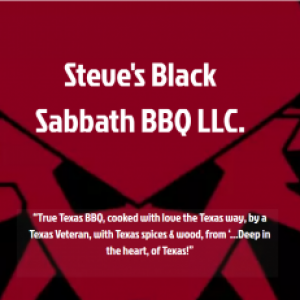 Steve's Black
Sabbath BBQ LLC.
"True Texas BBQ, cooked with love the Texas way, by a
Texas Veteran, with Texas spices & wood, from '...Deep in
the heart, of Texas!"